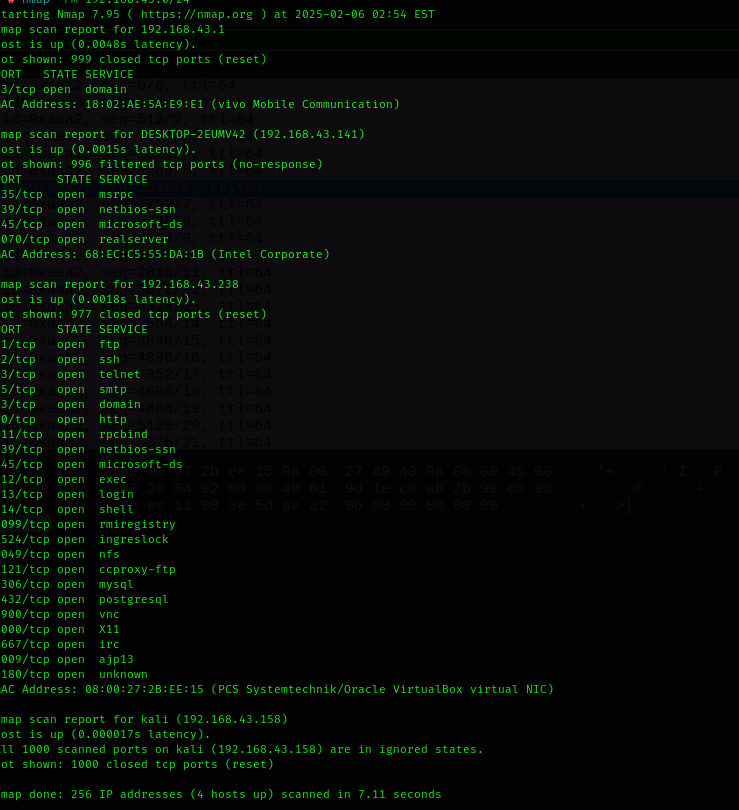 # nmap 192.168.43.0/24
tarting Nmap 7.95 ( https://nmap.org ) at 2025-02-06 02:54 EST
map scan report for 192.168.43.1
ost is up (0.0048s latency).
ot shown: 999 closed tcp ports (reset)
ORT   STATE SERVICE
3/tcp open  domain
AC Address: 18:02:AE:5A:E9:E1 (vivo Mobile Communication)

map scan report for DESKTOP-2EUMV42 (192.168.43.141)
ost is up (0.0015s latency).
ot shown: 996 filtered tcp ports (no-response)
ORT     STATE SERVICE
35/tcp  open  msrpc
39/tcp  open  netbios-ssn
45/tcp  open  microsoft-ds
070/tcp open  realserver
AC Address: 68:EC:C5:55:DA:1B (Intel Corporate)

map scan report for 192.168.43.238
ost is up (0.0018s latency).
ot shown: 977 closed tcp ports (reset)
ORT     STATE SERVICE
1/tcp   open  ftp
2/tcp   open  ssh
3/tcp   open  telnet
5/tcp   open  smtp
3/tcp   open  domain
0/tcp   open  http
11/tcp  open  rpcbind
39/tcp  open  netbios-ssn
45/tcp  open  microsoft-ds
12/tcp  open  exec
13/tcp  open  login
14/tcp  open  shell
099/tcp open  rmiregistry
524/tcp open  ingreslock
049/tcp open  nfs
121/tcp open  ccproxy-ftp
306/tcp open  mysql
432/tcp open  postgresql
900/tcp open  vnc
000/tcp open  X11
667/tcp open  irc
009/tcp open  ajp13
180/tcp open  unknown
AC Address: 08:00:27:2B:EE:15 (PCS Systemtechnik/Oracle VirtualBox virtual NIC)

map scan report for kali (192.168.43.158)
ost is up (0.000017s latency).
ll 1000 scanned ports on kali (192.168.43.158) are in ignored states.
ot shown: 1000 closed tcp ports (reset)

map done: 256 IP addresses (4 hosts up) scanned in 7.11 seconds